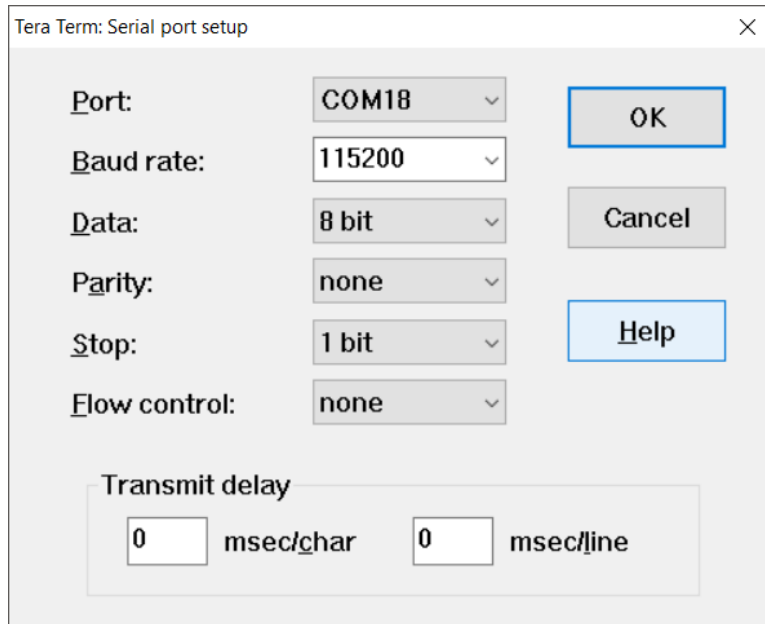 Tera Term: Serial port setup
Port: COM18 OK
Baud rate: 115200
Data: 8 bit Cancel
Parity: none
Stop: 1 bit Help
Flow control: none
Transmit delay
0 msec/char 0 msec/line